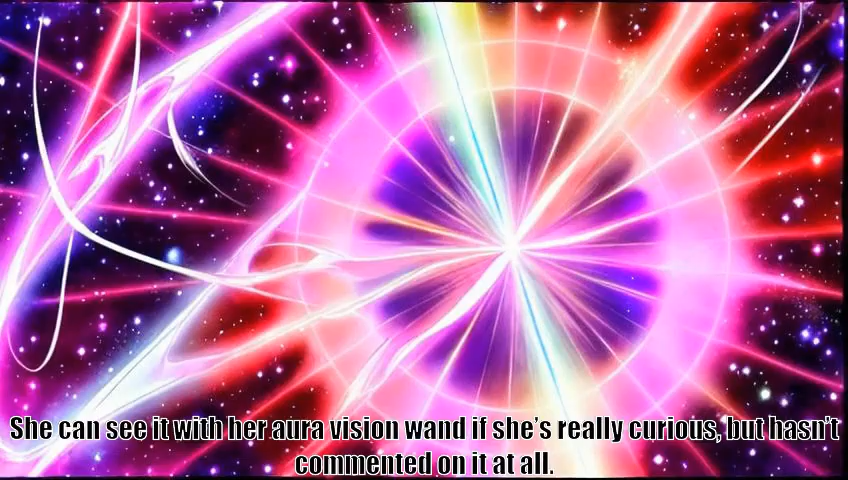 She can see it with her aura vision wand if she's really curious, but hasn't
commented on it at all.